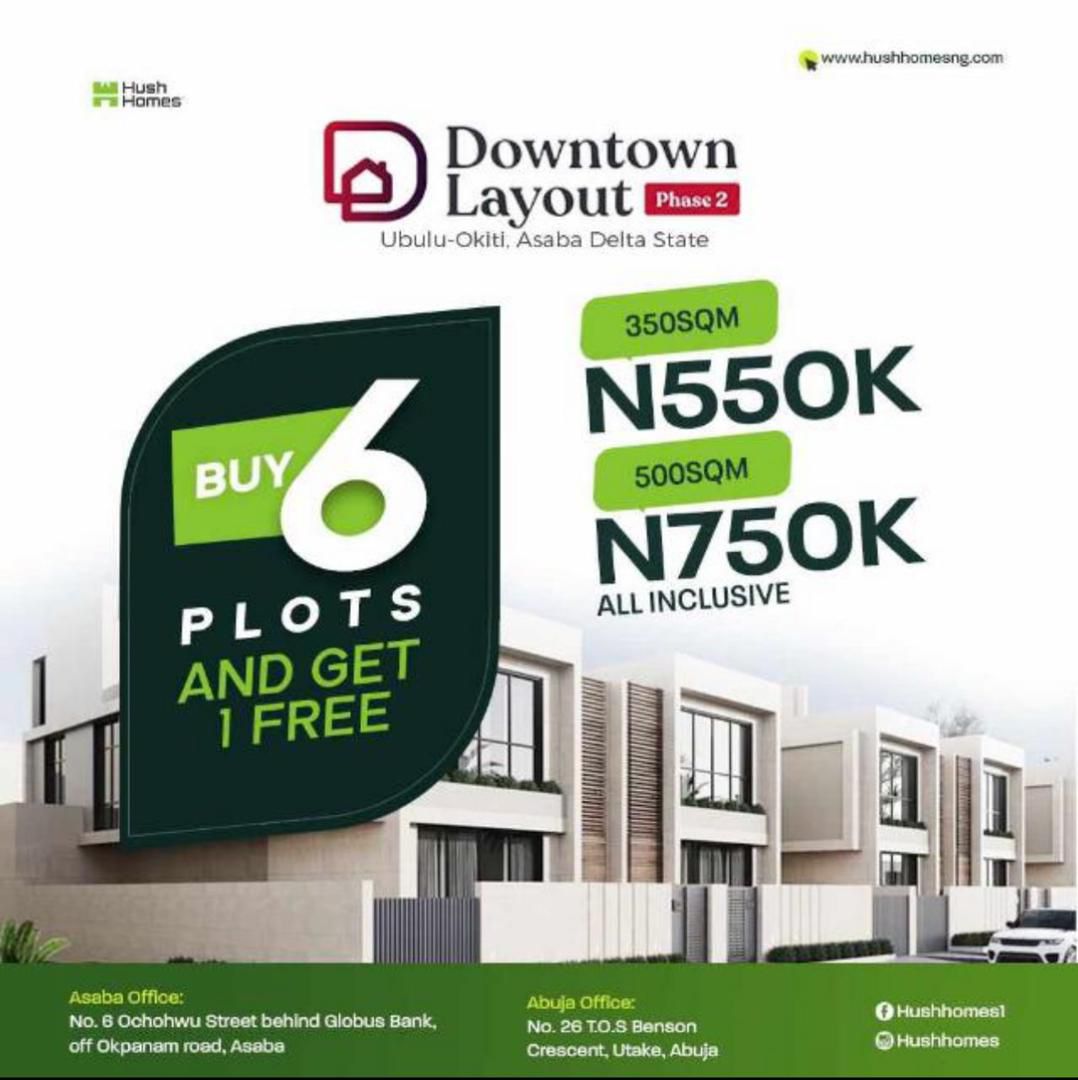 www.hushhomesng.com
Hush
Homes
Downtown
Layout Phase 2
Ubulu-Okiti, Asaba Delta State
BUY 6
PLOTS
AND GET
1 FREE
350SQM
N550K
500SQM
N750K
ALL INCLUSIVE
Asaba Office:
No. 6 Ochohwu Street behind Globus Bank,
off Okpanam road, Asaba
Abuja Office:
No. 26 T.O.S Benson
Crescent, Utake, Abuja
Hushhomes1
Hushhomes